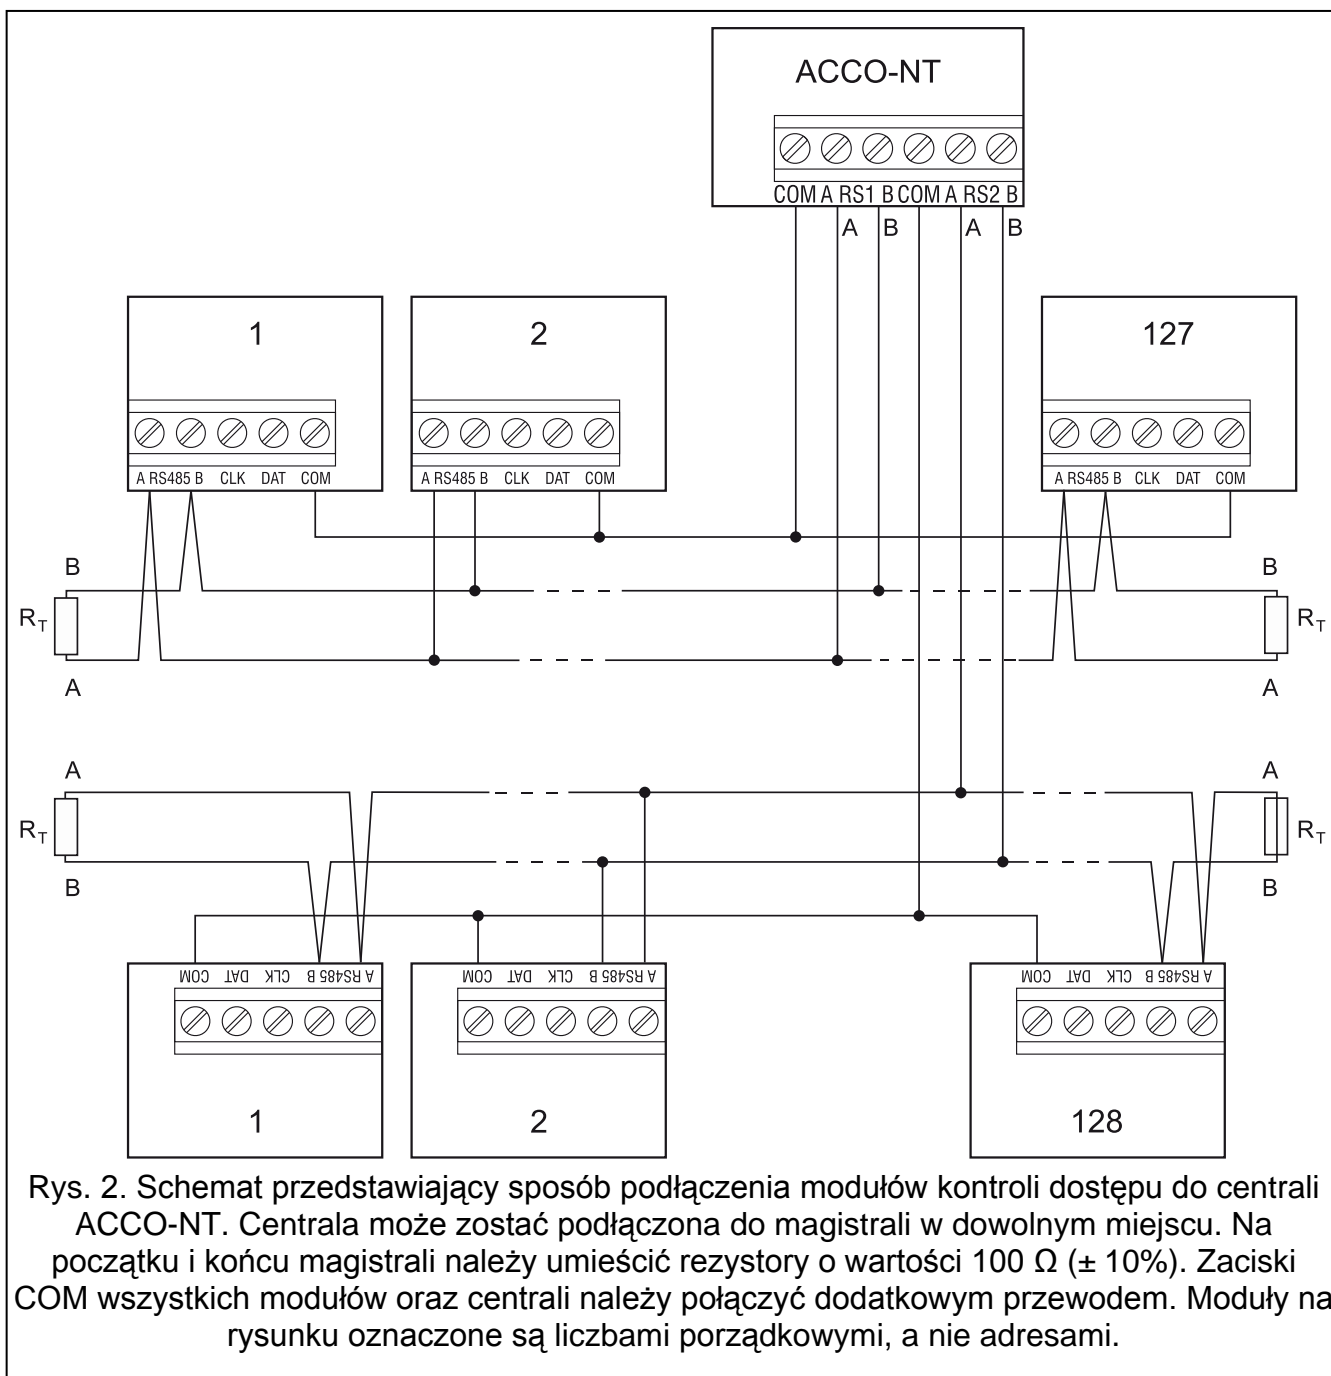 ACCO-NT
COM A RS1 B COM A RS2 B
A B A B
1 2 127
A RS485 B CLK DAT COM A RS485 B CLK DAT COM A RS485 B CLK DAT COM
B B
R_T R_T
A A
A A
R_T R_T
B B
COM DAT CLK A RS485 B COM DAT CLK A RS485 B COM DAT CLK A RS485 B
1 2 128
Rys. 2. Schemat przedstawiający sposób podłączenia modułów kontroli dostępu do centrali
ACCO-NT. Centrala może zostać podłączona do magistrali w dowolnym miejscu. Na
początku i końcu magistrali należy umieścić rezystory o wartości 100 Ω (± 10%). Zaciski
COM wszystkich modułów oraz centrali należy połączyć dodatkowym przewodem. Moduły na
rysunku oznaczone są liczbami porządkowymi, a nie adresami.